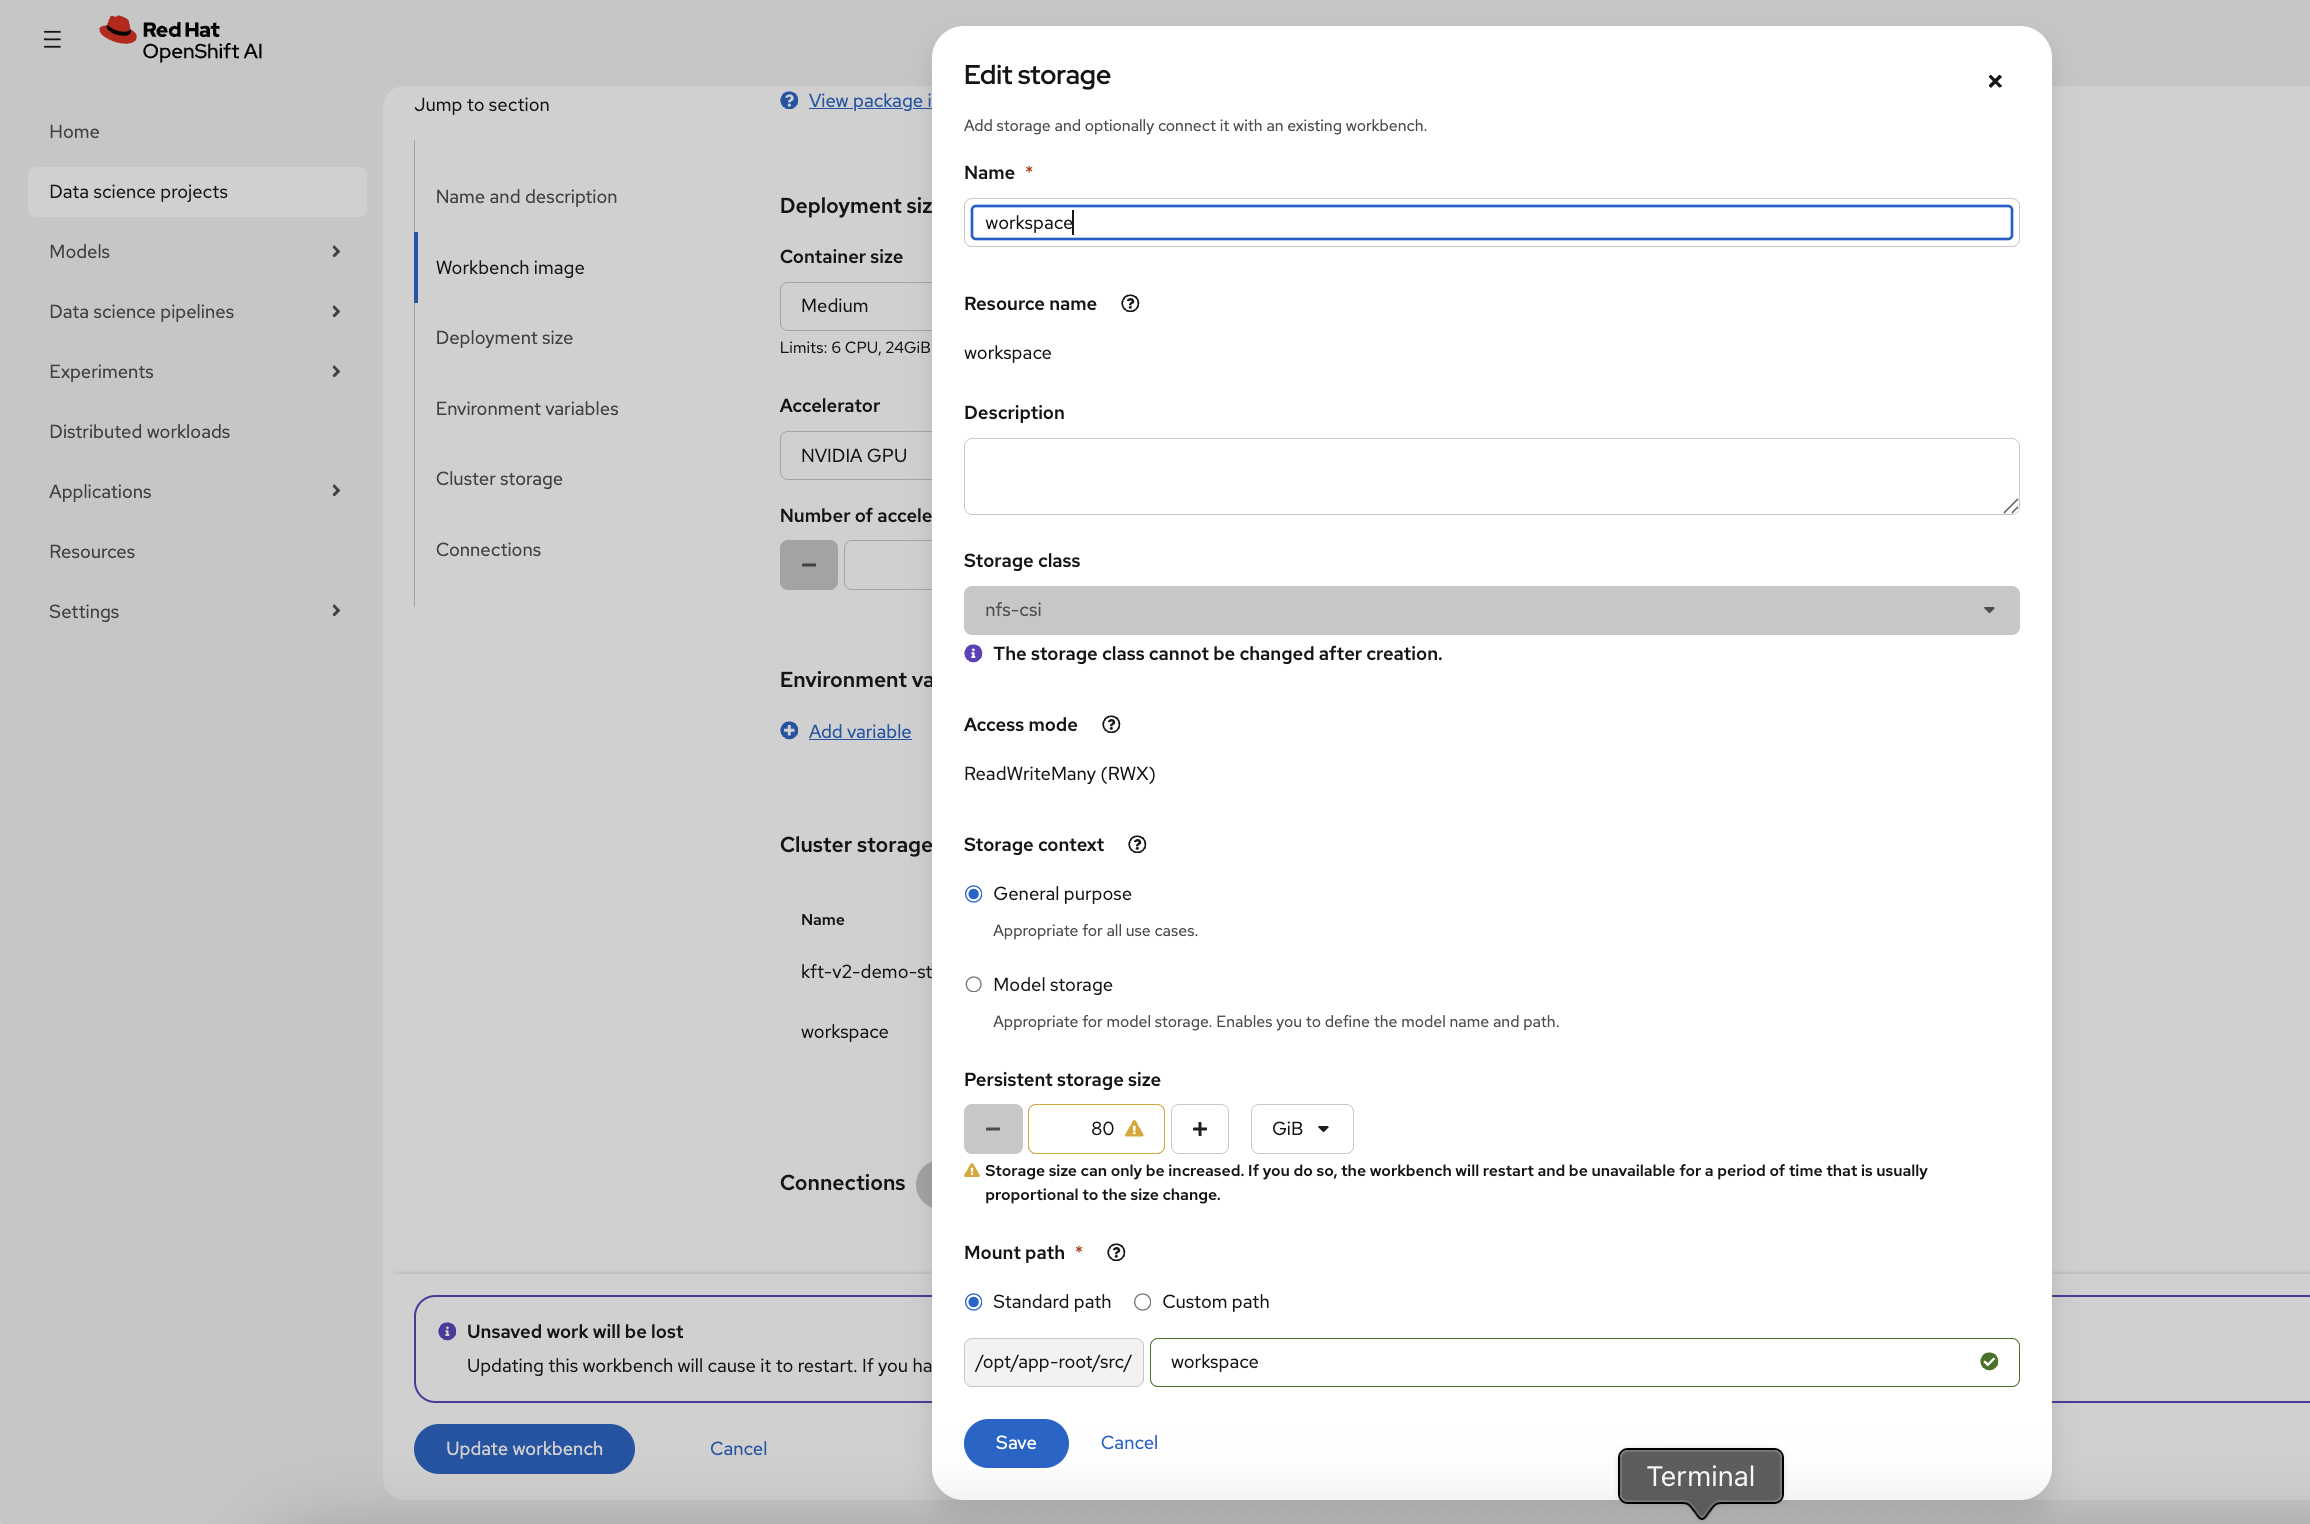 Red Hat
OpenShift AI
Home
Data science projects
Models
Data science pipelines
Experiments
Distributed workloads
Applications
Resources
Settings
Jump to section
Name and description
Workbench image
Deployment size
Environment variables
Cluster storage
Connections
View package i
Deployment siz
Container size
Medium
Limits: 6 CPU, 24GiB
Accelerator
NVIDIA GPU
Number of accele
Environment va
Add variable
Cluster storage
Name
kft-v2-demo-st
workspace
Connections
Unsaved work will be lost
Updating this workbench will cause it to restart. If you ha
Update workbench
Cancel
Edit storage
Add storage and optionally connect it with an existing workbench.
Name *
workspace
Resource name
workspace
Description
Storage class
nfs-csi
The storage class cannot be changed after creation.
Access mode
ReadWriteMany (RWX)
Storage context
General purpose
Appropriate for all use cases.
Model storage
Appropriate for model storage. Enables you to define the model name and path.
Persistent storage size
80
GiB
Storage size can only be increased. If you do so, the workbench will restart and be unavailable for a period of time that is usually
proportional to the size change.
Mount path *
Standard path
Custom path
/opt/app-root/src/
workspace
Save
Cancel
Terminal